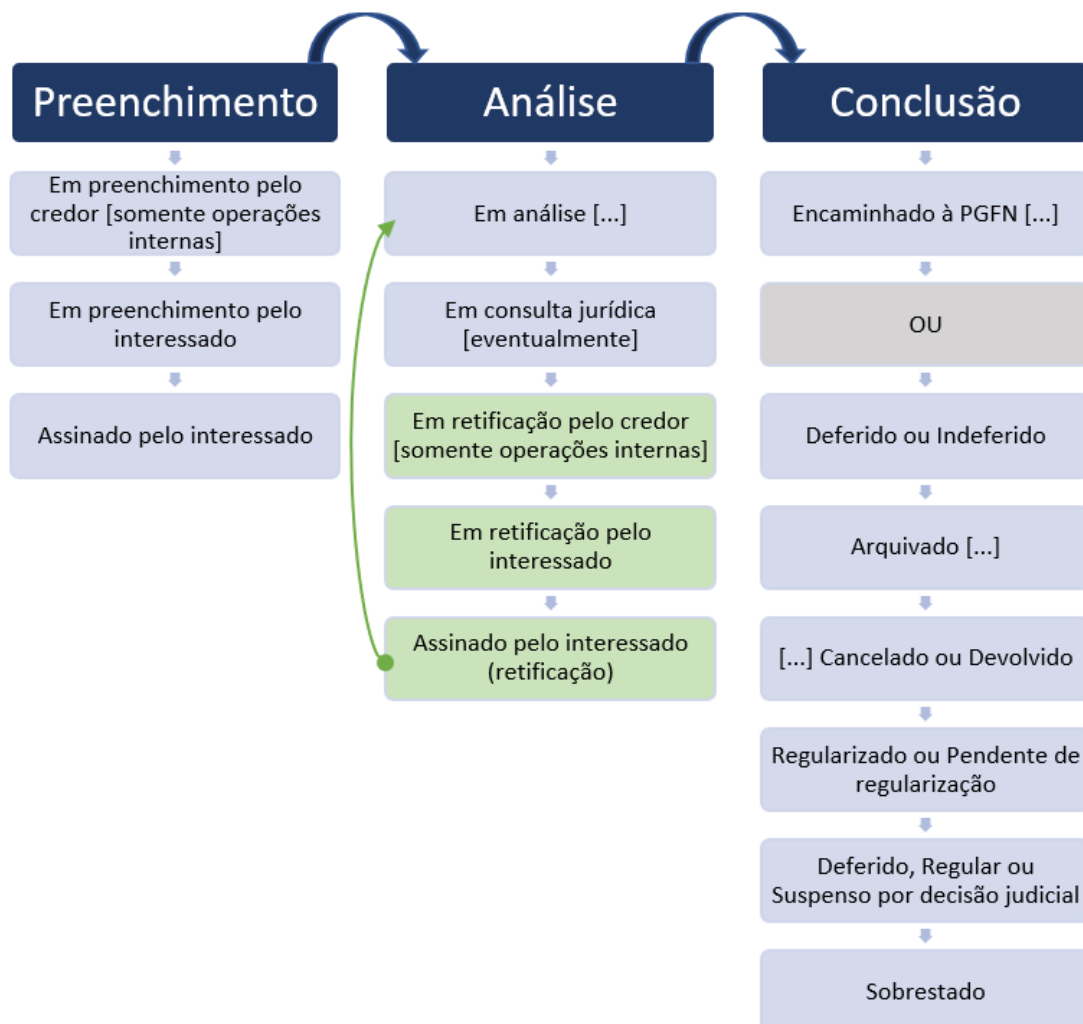 Preenchimento
Em preenchimento pelo
credor [somente operações
internas]
Em preenchimento pelo
interessado
Assinado pelo interessado
Análise
Em análise [...]
Em consulta jurídica
[eventualmente]
Em retificação pelo credor
[somente operações internas]
Em retificação pelo
interessado
Assinado pelo interessado
(retificação)
Conclusão
Encaminhado à PGFN [...]
OU
Deferido ou Indeferido
Arquivado [...]
[...] Cancelado ou Devolvido
Regularizado ou Pendente de
regularização
Deferido, Regular ou
Suspenso por decisão judicial
Sobrestado